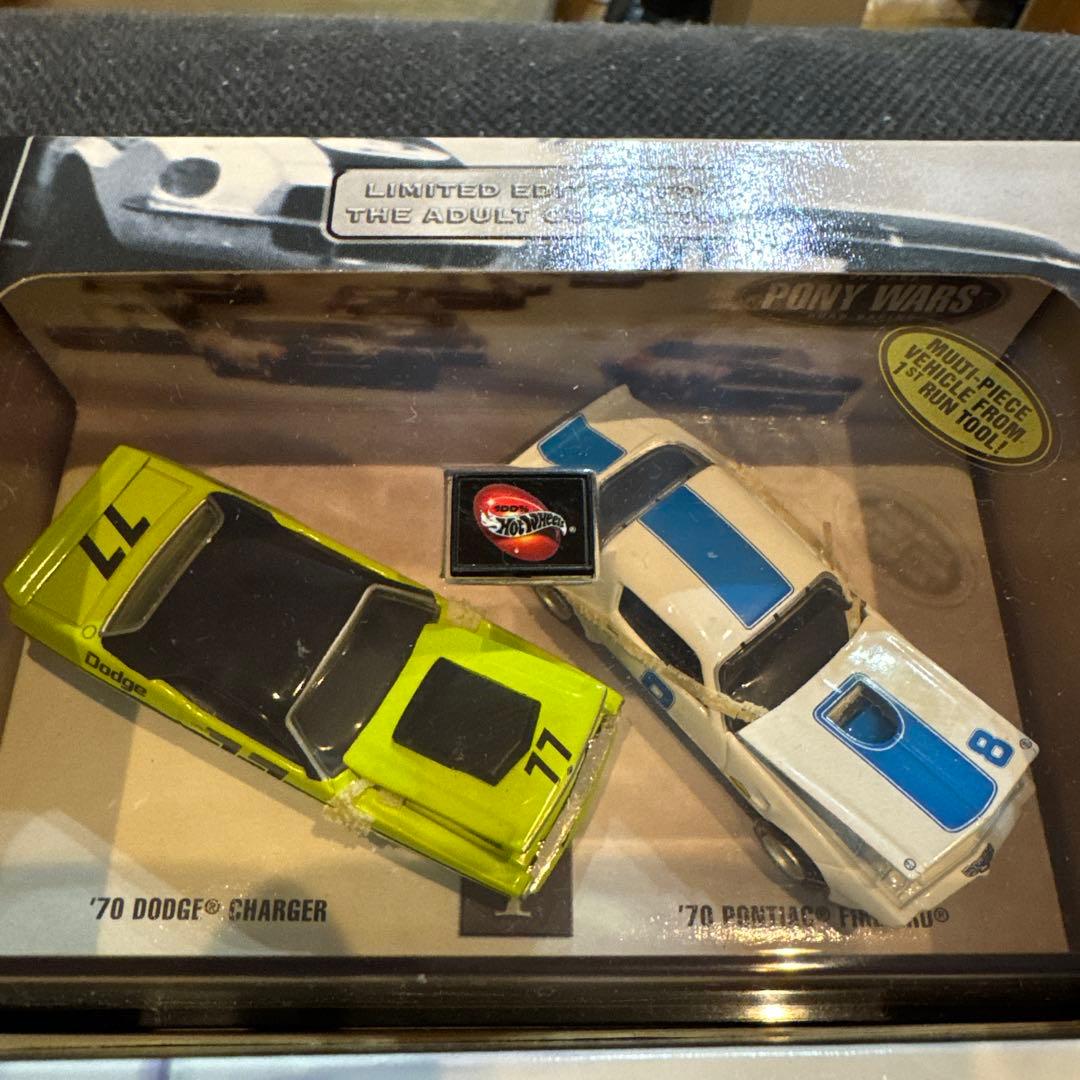 LIMITED
THE ADULT
PONY WARS
MULTI-PIECE
VEHICLE FROM
1ST RUN TOOL!
77
Dodge
77
100%
Hot Wheels®
8
8
'70 DODGE® CHARGER
'70 PONTIAC®